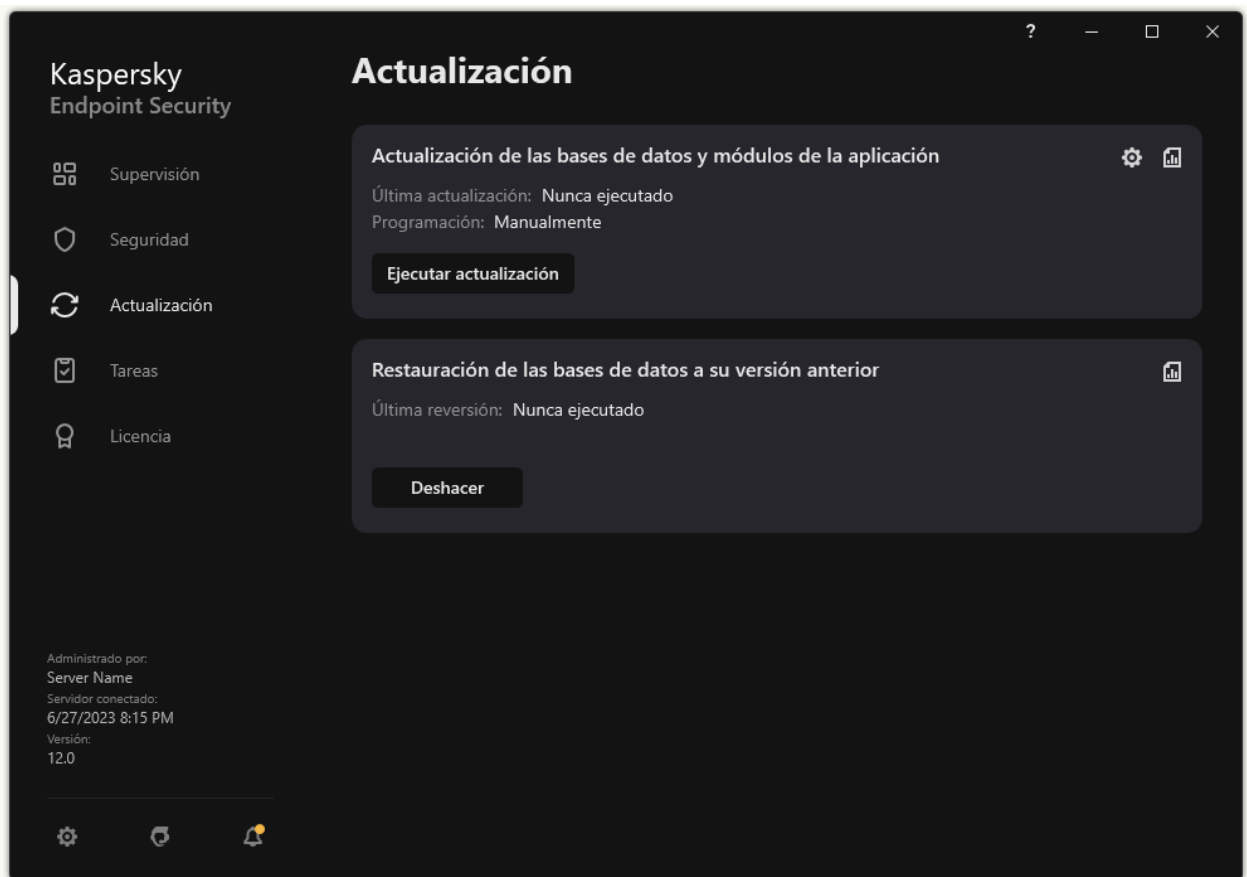 ?
Kaspersky
Endpoint Security
Supervisión
Seguridad
Actualización
Tareas
Licencia
Administrado por:
Server Name
Servidor conectado:
6/27/2023 8:15 PM
Versión:
12.0
Actualización
Actualización de las bases de datos y módulos de la aplicación
Última actualización: Nunca ejecutado
Programación: Manualmente
Ejecutar actualización
Restauración de las bases de datos a su versión anterior
Última reversión: Nunca ejecutado
Deshacer